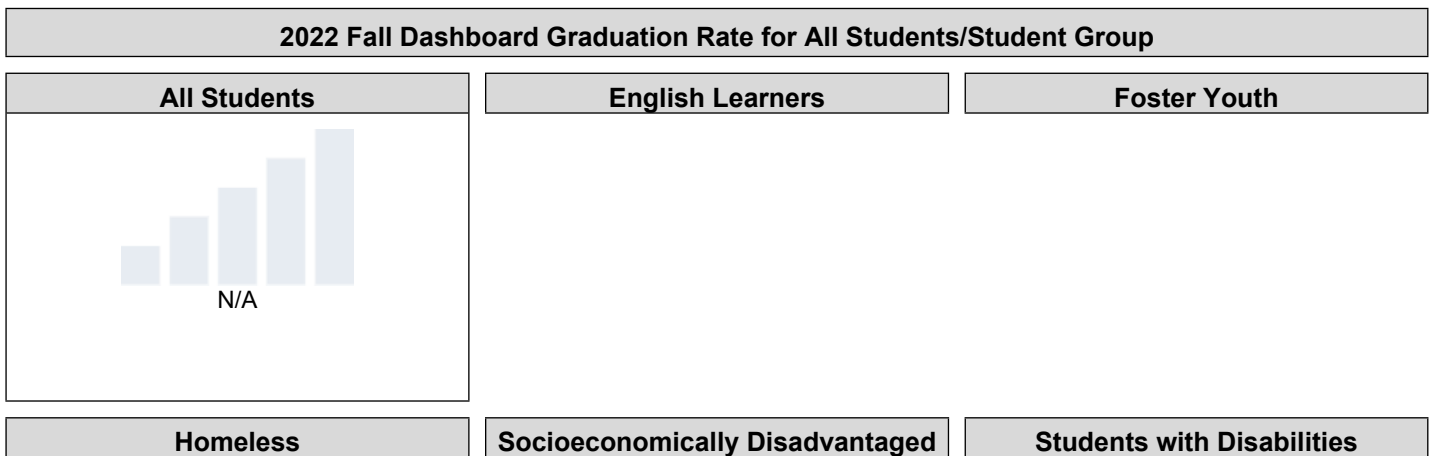 2022 Fall Dashboard Graduation Rate for All Students/Student Group
All Students
English Learners
Foster Youth
N/A
Homeless
Socioeconomically Disadvantaged
Students with Disabilities